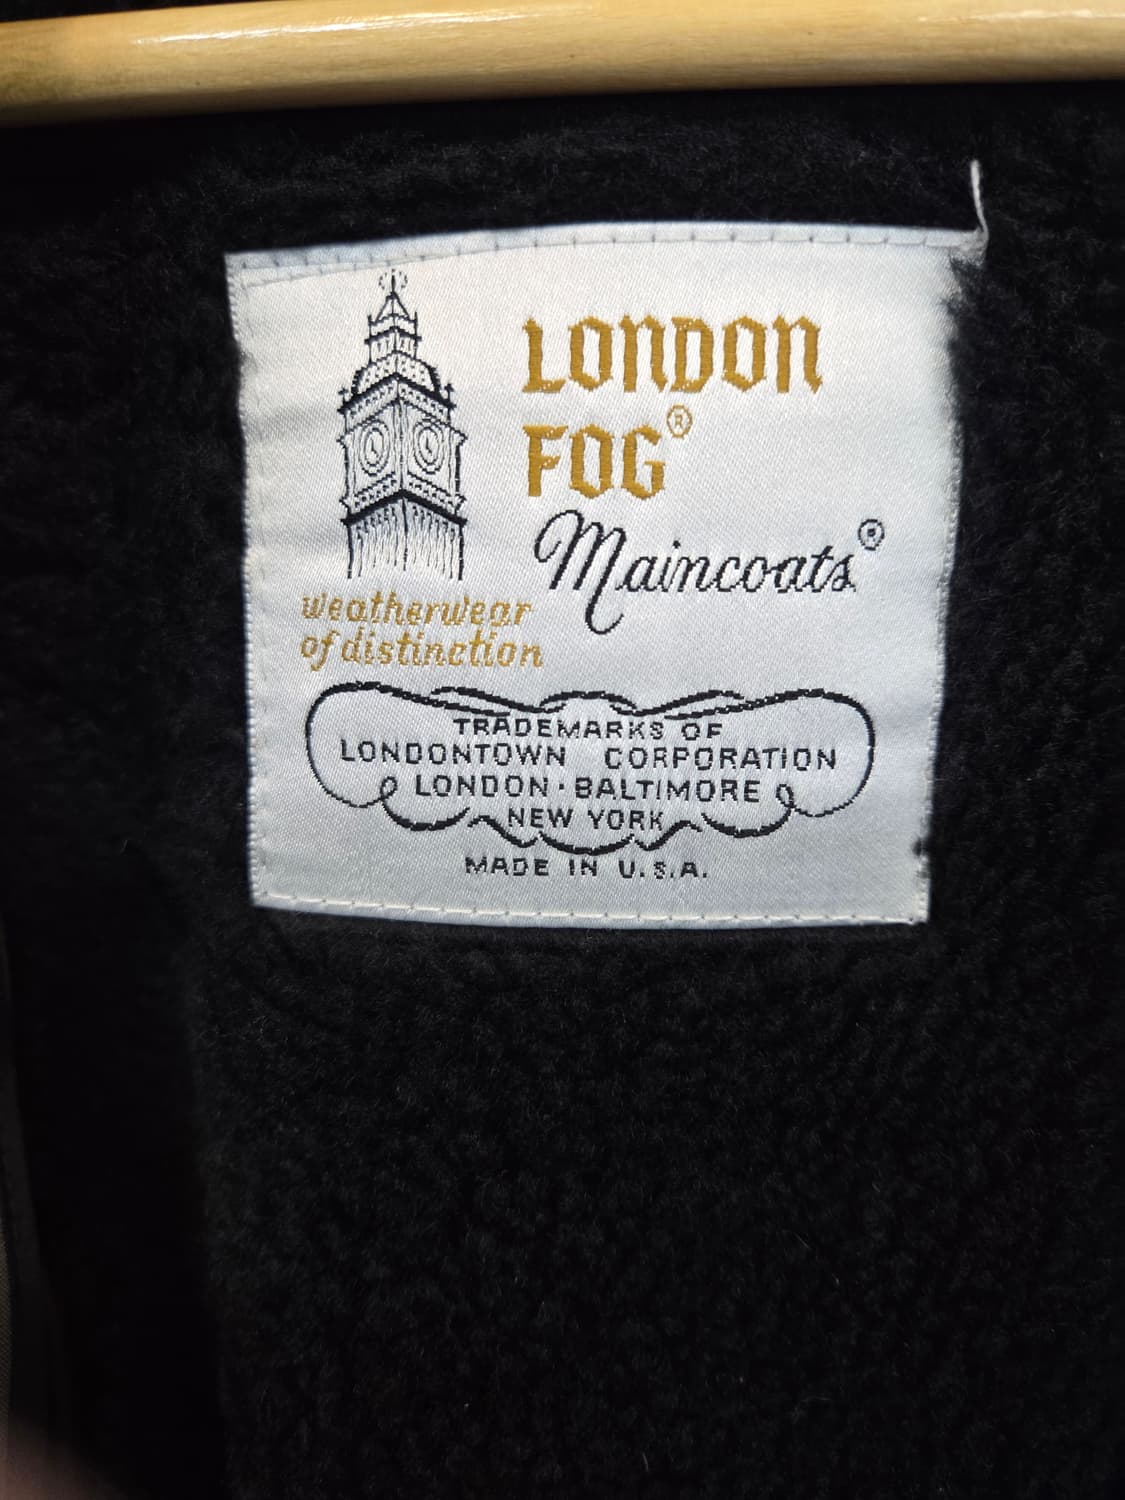 LONDON
FOG®
Maincoats®
weatherwear
of distinction
TRADEMARKS OF
LONDONTOWN CORPORATION
LONDON · BALTIMORE
NEW YORK
MADE IN U.S.A.